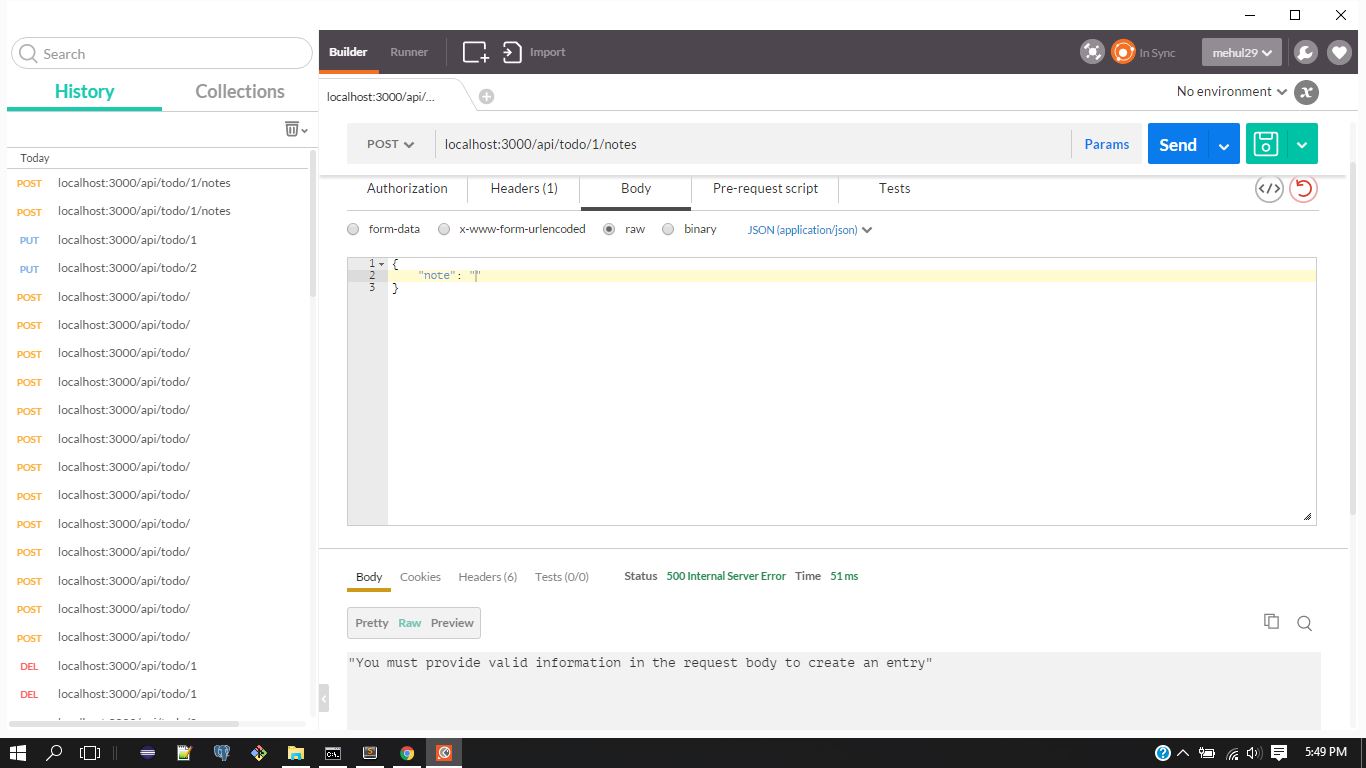 Search
Builder
Runner
Import
In Sync
mehul29
History
Collections
localhost:3000/api/...
No environment
x
POST
localhost:3000/api/todo/1/notes
Params
Send
Today
POST localhost:3000/api/todo/1/notes
POST localhost:3000/api/todo/1/notes
PUT localhost:3000/api/todo/1
PUT localhost:3000/api/todo/2
POST localhost:3000/api/todo/
POST localhost:3000/api/todo/
POST localhost:3000/api/todo/
POST localhost:3000/api/todo/
POST localhost:3000/api/todo/
POST localhost:3000/api/todo/
POST localhost:3000/api/todo/
POST localhost:3000/api/todo/
POST localhost:3000/api/todo/
POST localhost:3000/api/todo/
POST localhost:3000/api/todo/
POST localhost:3000/api/todo/
POST localhost:3000/api/todo/
DEL localhost:3000/api/todo/1
DEL localhost:3000/api/todo/1
Authorization
Headers (1)
Body
Pre-request script
Tests
form-data
x-www-form-urlencoded
raw
binary
JSON (application/json)
1 {
2 "note": ""
3 }
Body
Cookies
Headers (6)
Tests (0/0)
Status 500 Internal Server Error Time 51 ms
Pretty
Raw
Preview
"You must provide valid information in the request body to create an entry"
5:49 PM